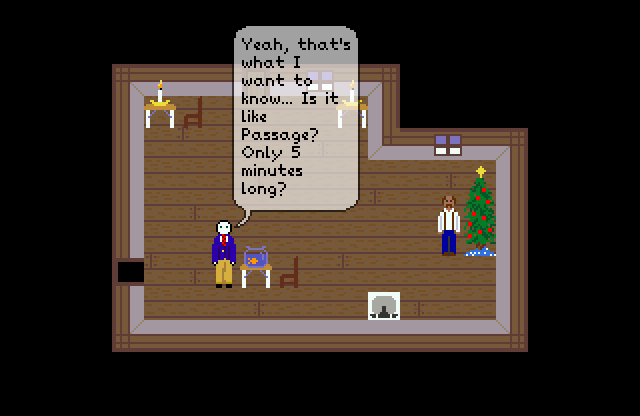 Yeah, that's
what I
want to
know... Is it
like
Passage?
Only 5
minutes
long?